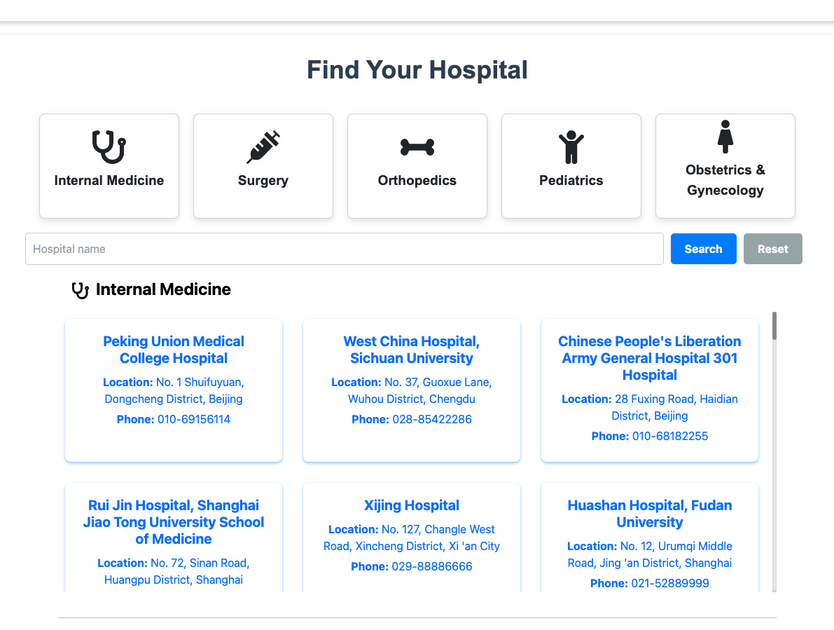 Find Your Hospital
Internal Medicine
Surgery
Orthopedics
Pediatrics
Obstetrics &
Gynecology
Hospital name
Search
Reset
Internal Medicine
Peking Union Medical
College Hospital
Location: No. 1 Shuifuyuan,
Dongcheng District, Beijing
Phone: 010-69156114
West China Hospital,
Sichuan University
Location: No. 37, Guoxue Lane,
Wuhou District, Chengdu
Phone: 028-85422286
Chinese People's Liberation
Army General Hospital 301
Hospital
Location: 28 Fuxing Road, Haidian
District, Beijing
Phone: 010-68182255
Rui Jin Hospital, Shanghai
Jiao Tong University School
of Medicine
Location: No. 72, Sinan Road,
Huangpu District, Shanghai
Xijing Hospital
Location: No. 127, Changle West
Road, Xincheng District, Xi 'an City
Phone: 029-88886666
Huashan Hospital, Fudan
University
Location: No. 12, Urumqi Middle
Road, Jing 'an District, Shanghai
Phone: 021-52889999